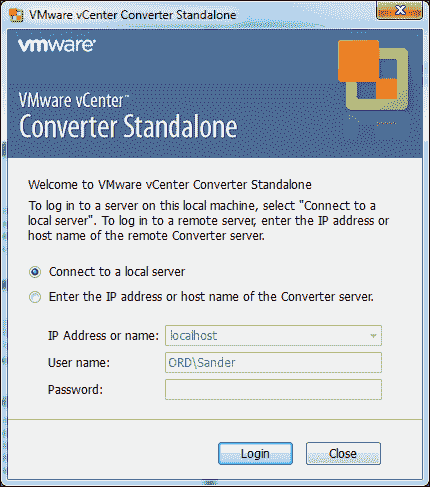 VMware vCenter Converter Standalone
vmware®
VMware vCenter™
Converter Standalone
Welcome to VMware vCenter Converter Standalone
To log in to a server on this local machine, select "Connect to a
local server". To log in to a remote server, enter the IP address or
host name of the remote Converter server.
Connect to a local server
Enter the IP address or host name of the Converter server.
IP Address or name: localhost
User name: ORD\Sander
Password:
Login Close